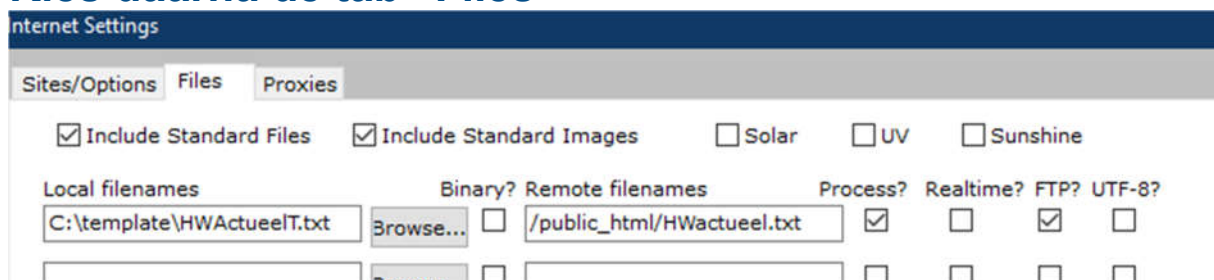 Internet Settings
Sites/Options Files Proxies
Include Standard Files Include Standard Images Solar UV Sunshine
Local filenames Binary? Remote filenames Process? Realtime? FTP? UTF-8?
C:\template\HWActueelT.txt Browse... /public_html/HWactueel.txt